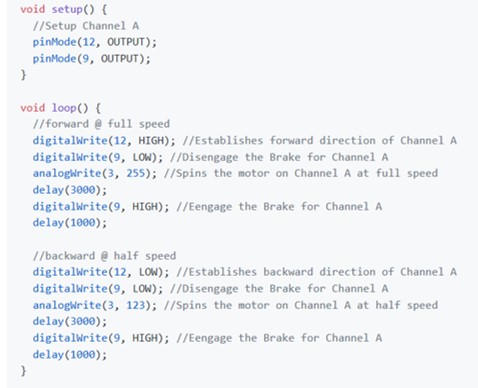 void setup() {
  //Setup Channel A
  pinMode(12, OUTPUT);
  pinMode(9, OUTPUT);
}

void loop() {
  //forward @ full speed
  digitalWrite(12, HIGH); //Establishes forward direction of Channel A
  digitalWrite(9, LOW); //Disengage the Brake for Channel A
  analogWrite(3, 255); //Spins the motor on Channel A at full speed
  delay(3000);
  digitalWrite(9, HIGH); //Eengage the Brake for Channel A
  delay(1000);

  //backward @ half speed
  digitalWrite(12, LOW); //Establishes backward direction of Channel A
  digitalWrite(9, LOW); //Disengage the Brake for Channel A
  analogWrite(3, 123); //Spins the motor on Channel A at half speed
  delay(3000);
  digitalWrite(9, HIGH); //Eengage the Brake for Channel A
  delay(1000);
}